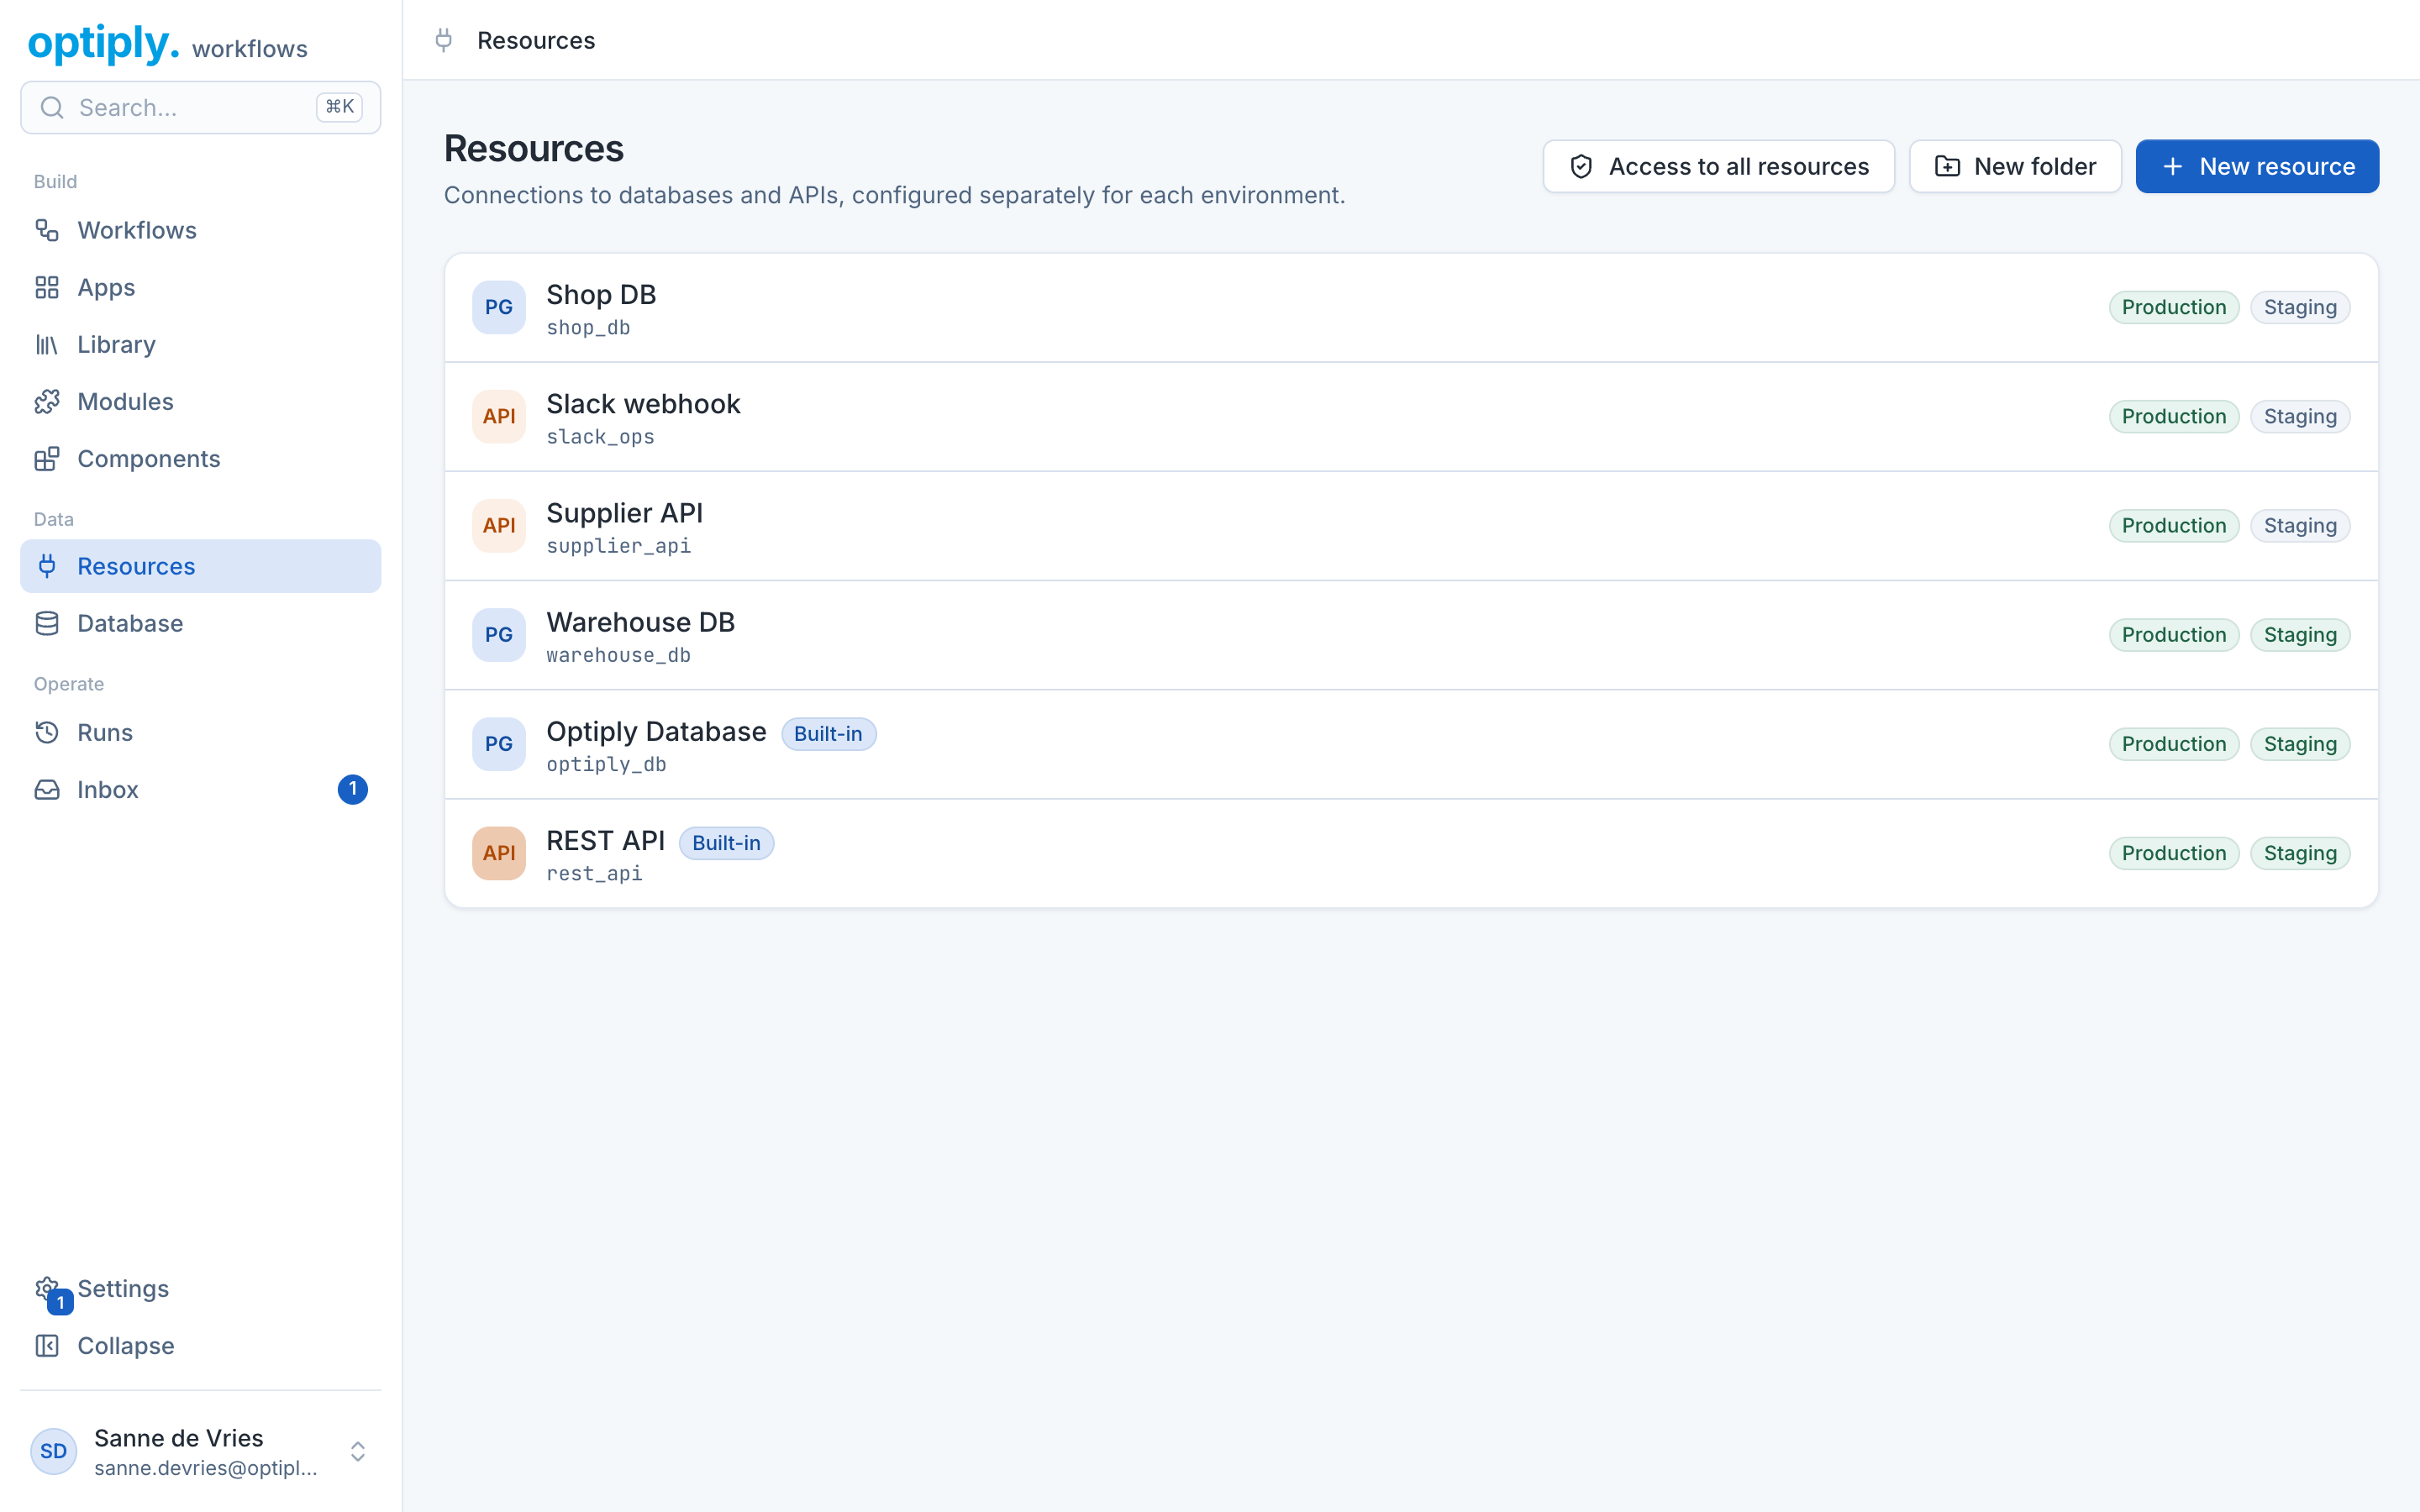 optiply. workflows
Search... ⌘K
Build
Workflows
Apps
Library
Modules
Components
Data
Resources
Database
Operate
Runs
Inbox 1
Settings
1
Collapse
SD
Sanne de Vries
sanne.devries@optipl...
Resources
Resources
Connections to databases and APIs, configured separately for each environment.
Access to all resources
New folder
New resource
PG Shop DB Production Staging
shop_db
API Slack webhook Production Staging
slack_ops
API Supplier API Production Staging
supplier_api
PG Warehouse DB Production Staging
warehouse_db
PG Optiply Database Built-in Production Staging
optiply_db
API REST API Built-in Production Staging
rest_api